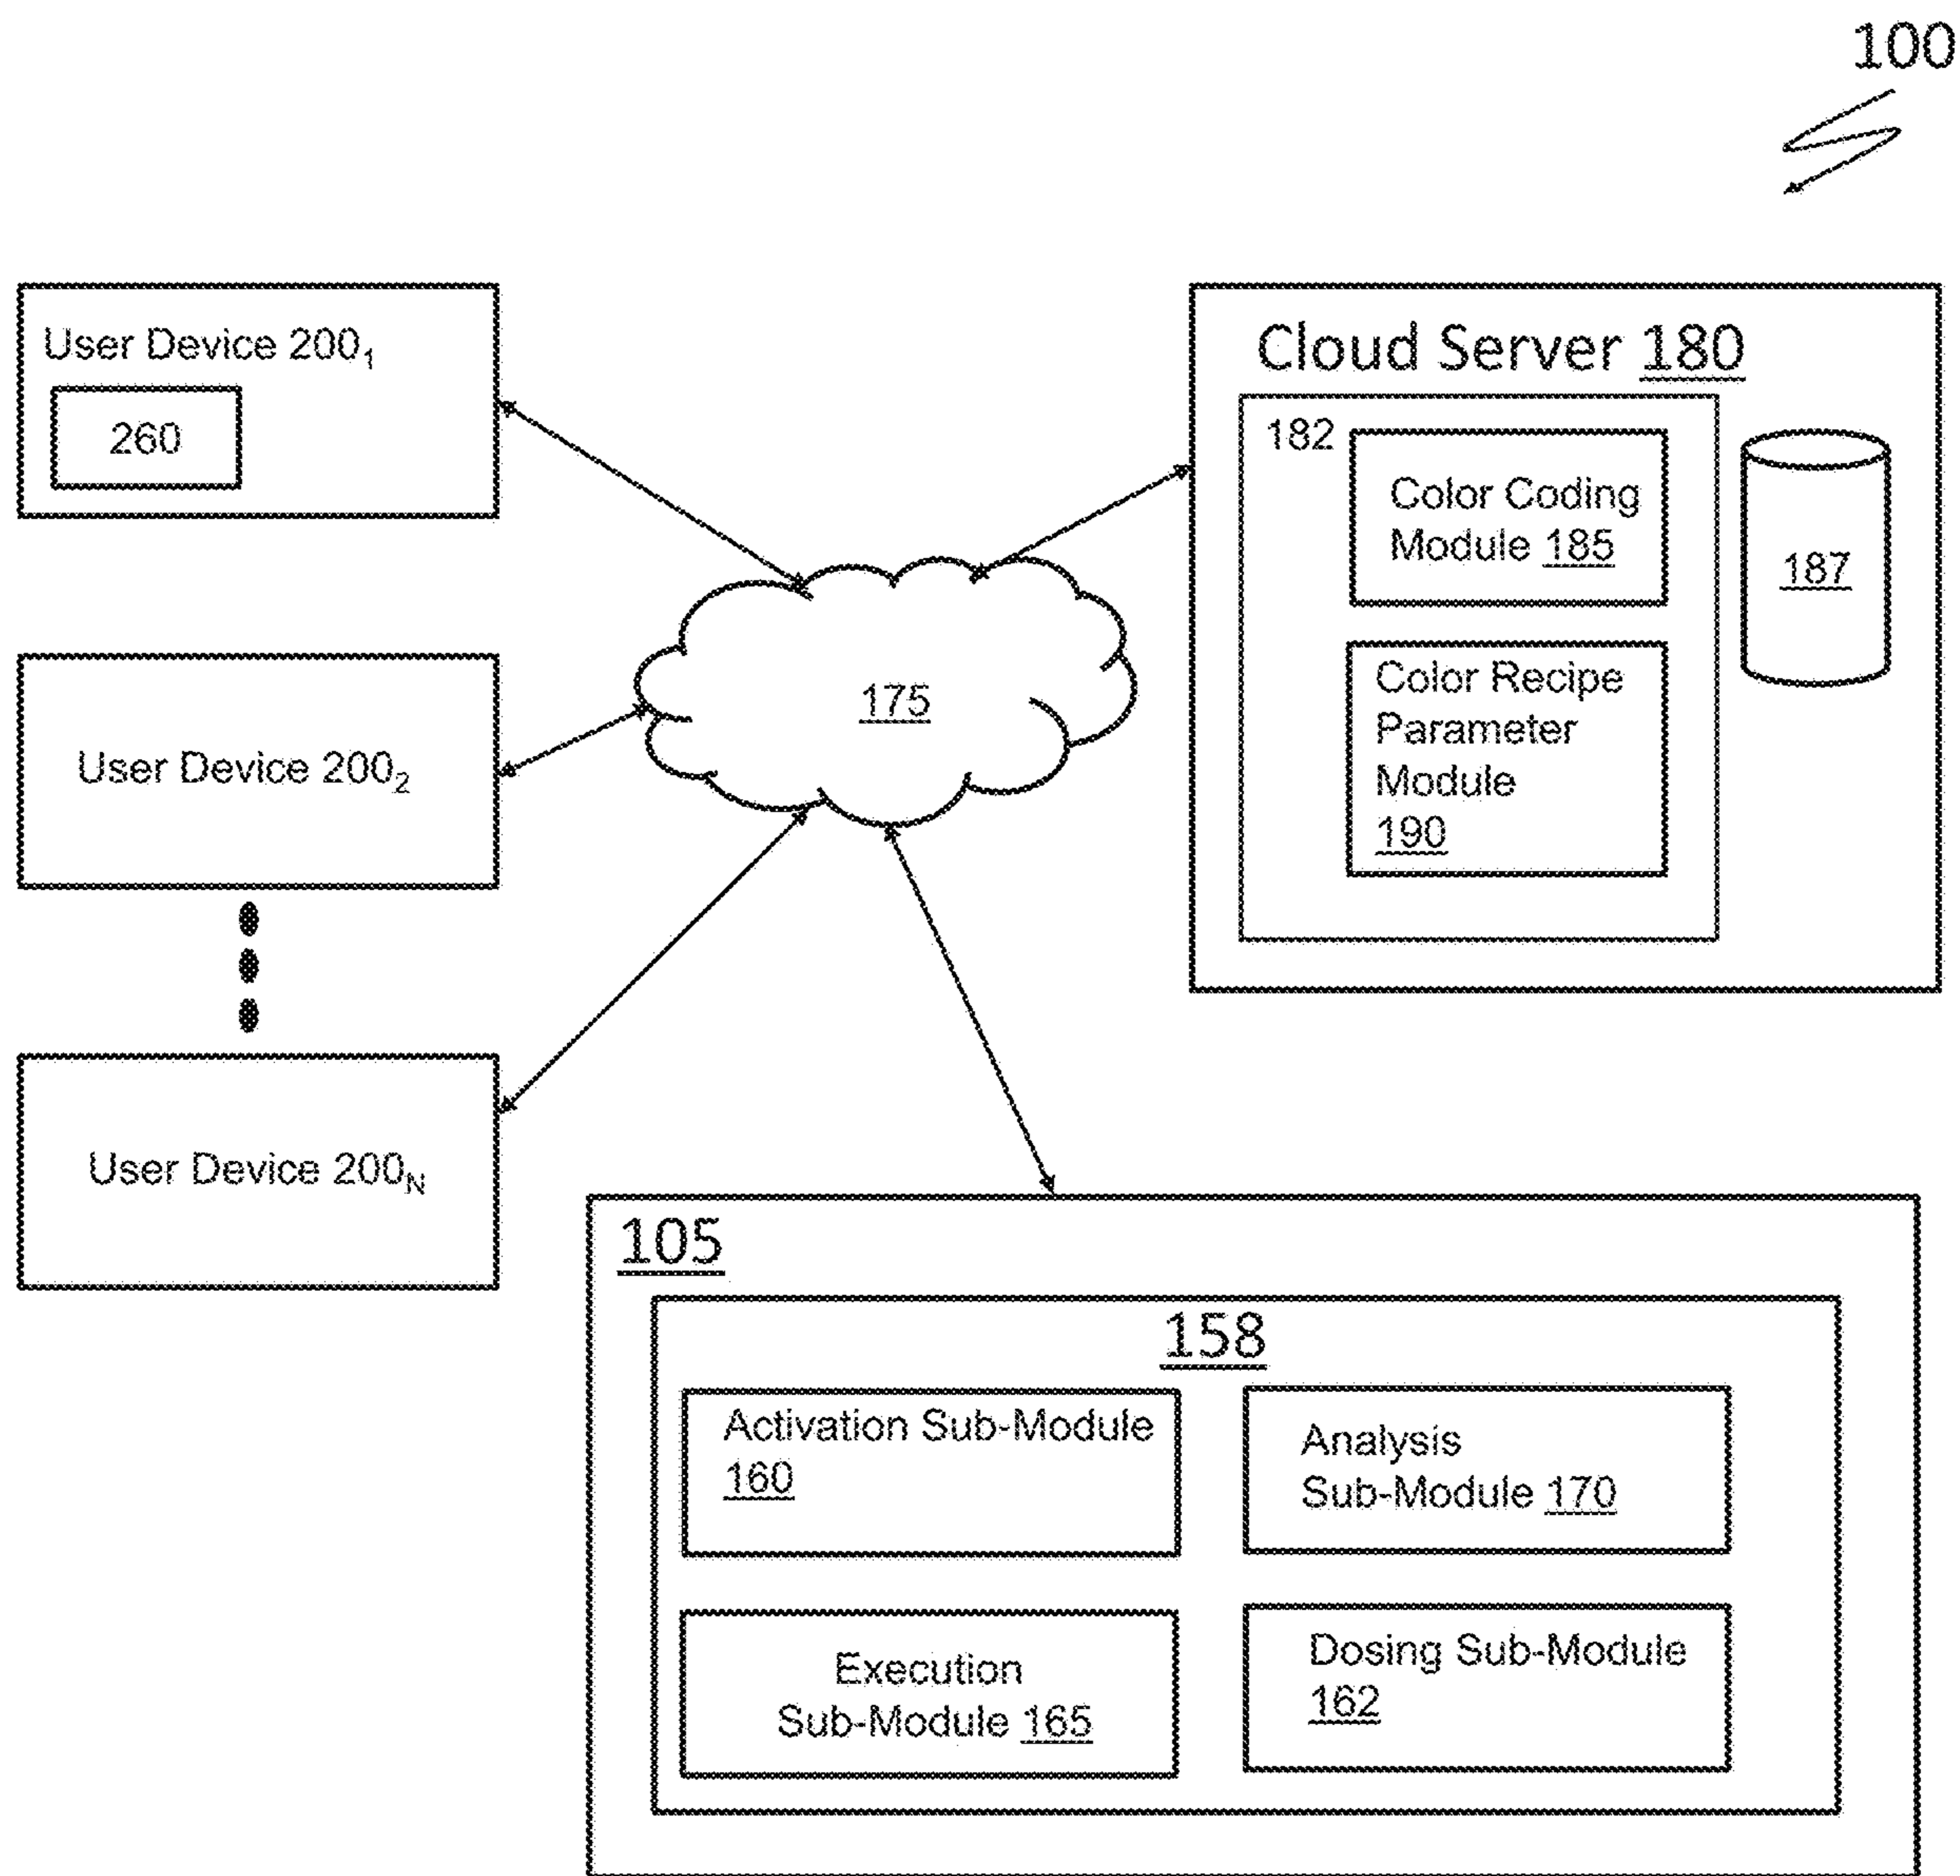 100
User Device 200₁
260
User Device 200₂
User Device 200N
175
Cloud Server 180
182
Color Coding
Module 185
187
Color Recipe
Parameter
Module
190
105
158
Activation Sub-Module
160
Analysis
Sub-Module 170
Execution
Sub-Module 165
Dosing Sub-Module
162